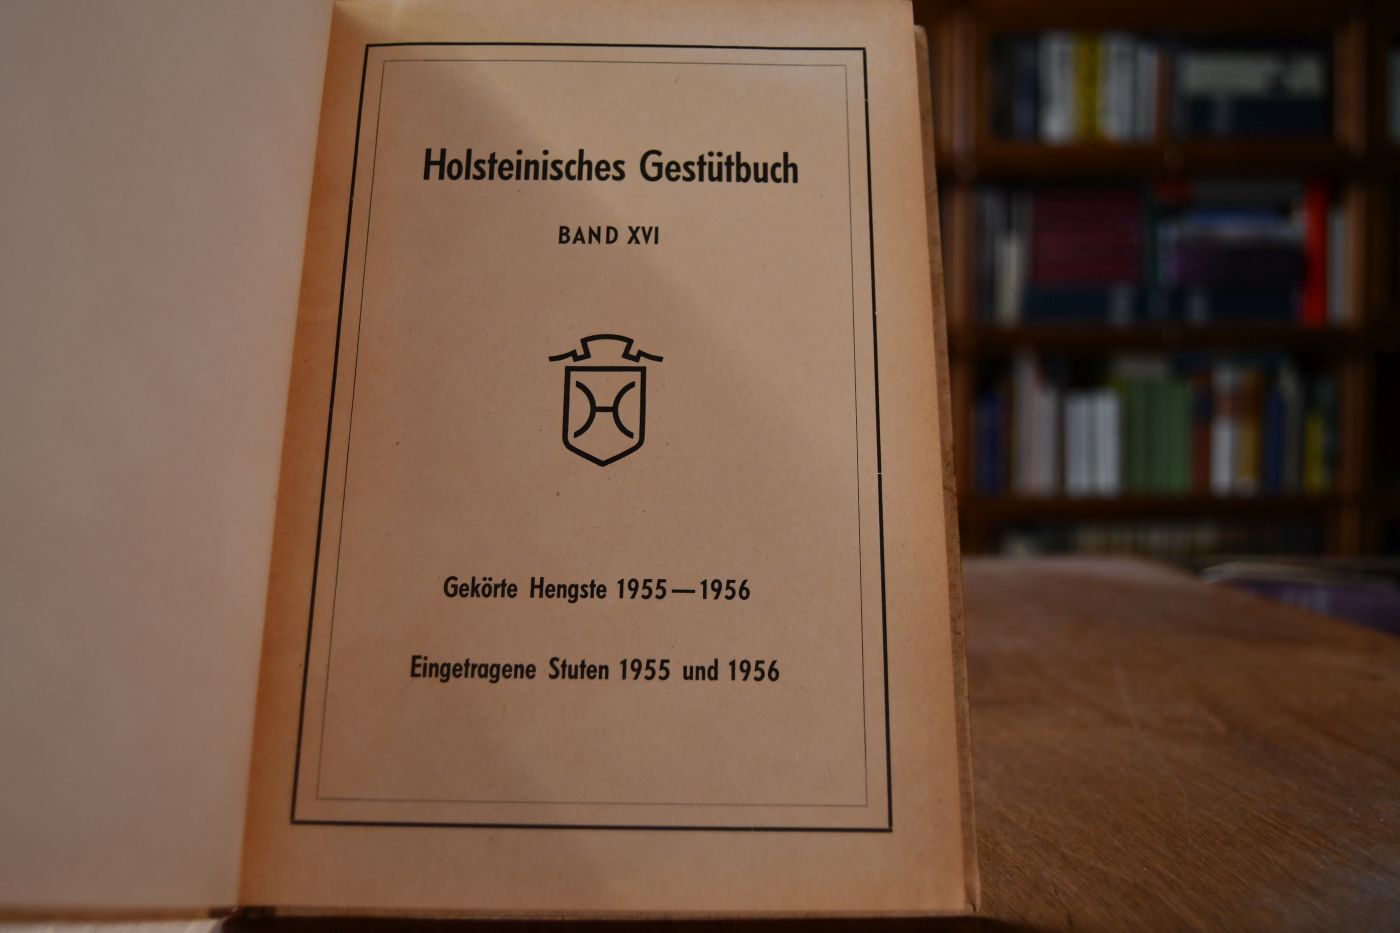 Holsteinisches Gestütbuch
BAND XVI
Gekörte Hengste 1955—1956
Eingetragene Stuten 1955 und 1956